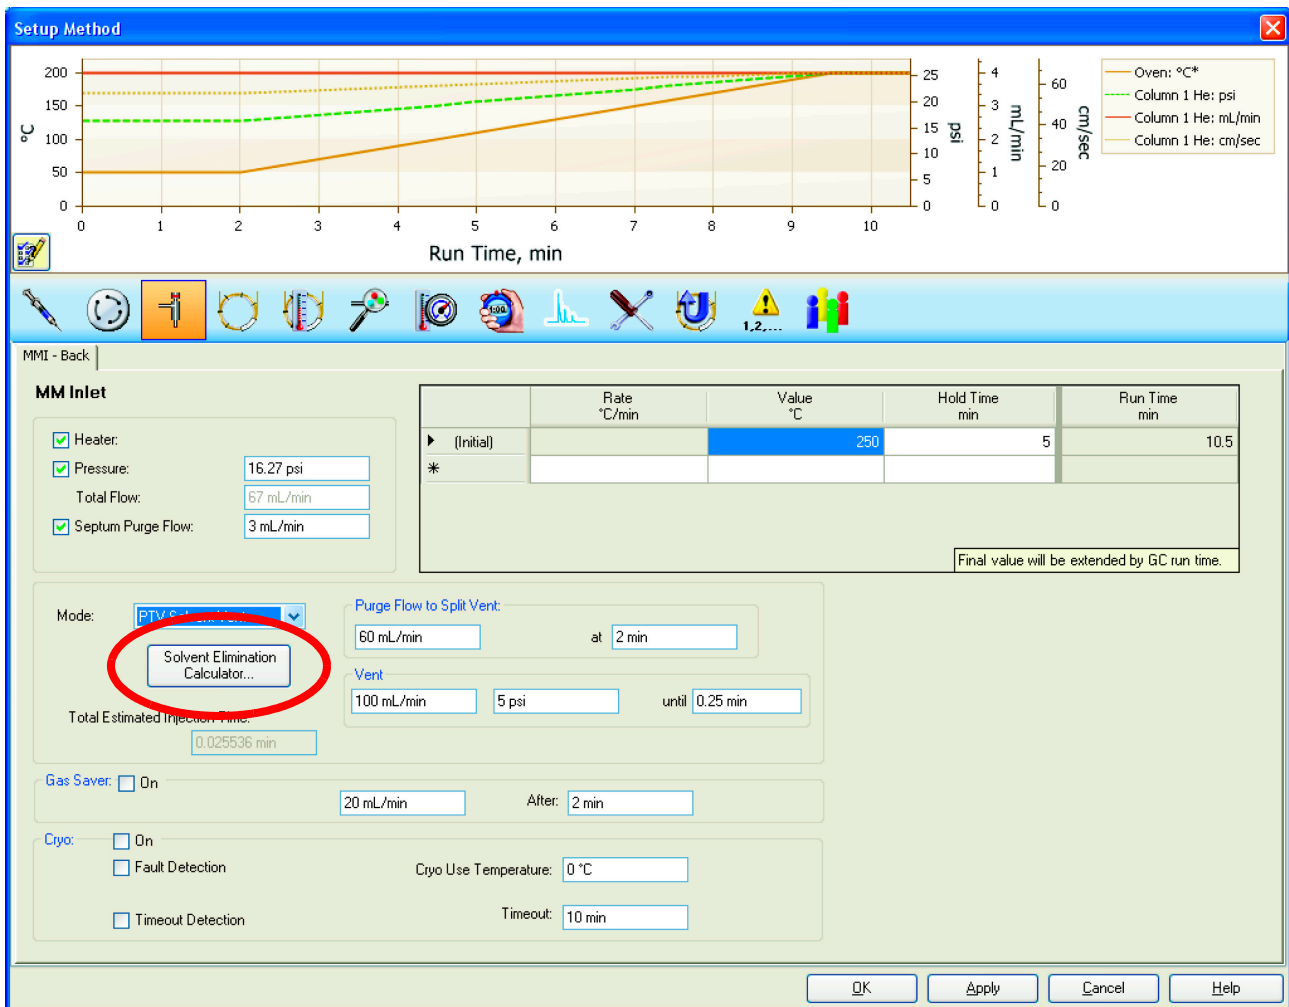 Setup Method
200
150
100
50
0
°C
0 1 2 3 4 5 6 7 8 9 10
Run Time, min
25
20
15
10
5
0
psi
4
3
2
1
0
mL/min
60
40
20
0
cm/sec
Oven: °C*
Column 1 He: psi
Column 1 He: mL/min
Column 1 He: cm/sec
1:00
1,2,...
MMI - Back
MM Inlet
Heater:
Pressure: 16.27 psi
Total Flow: 67 mL/min
Septum Purge Flow: 3 mL/min
Rate Value Hold Time Run Time
°C/min °C min min
(Initial) 250 5 10.5
*
Final value will be extended by GC run time.
Mode: PTV Solvent Vent
Solvent Elimination
Calculator...
Total Estimated Injection Time:
0.025536 min
Purge Flow to Split Vent:
60 mL/min at 2 min
Vent
100 mL/min 5 psi until 0.25 min
Gas Saver: On
20 mL/min After: 2 min
Cryo: On
Fault Detection Cryo Use Temperature: 0 °C
Timeout Detection Timeout: 10 min
OK Apply Cancel Help